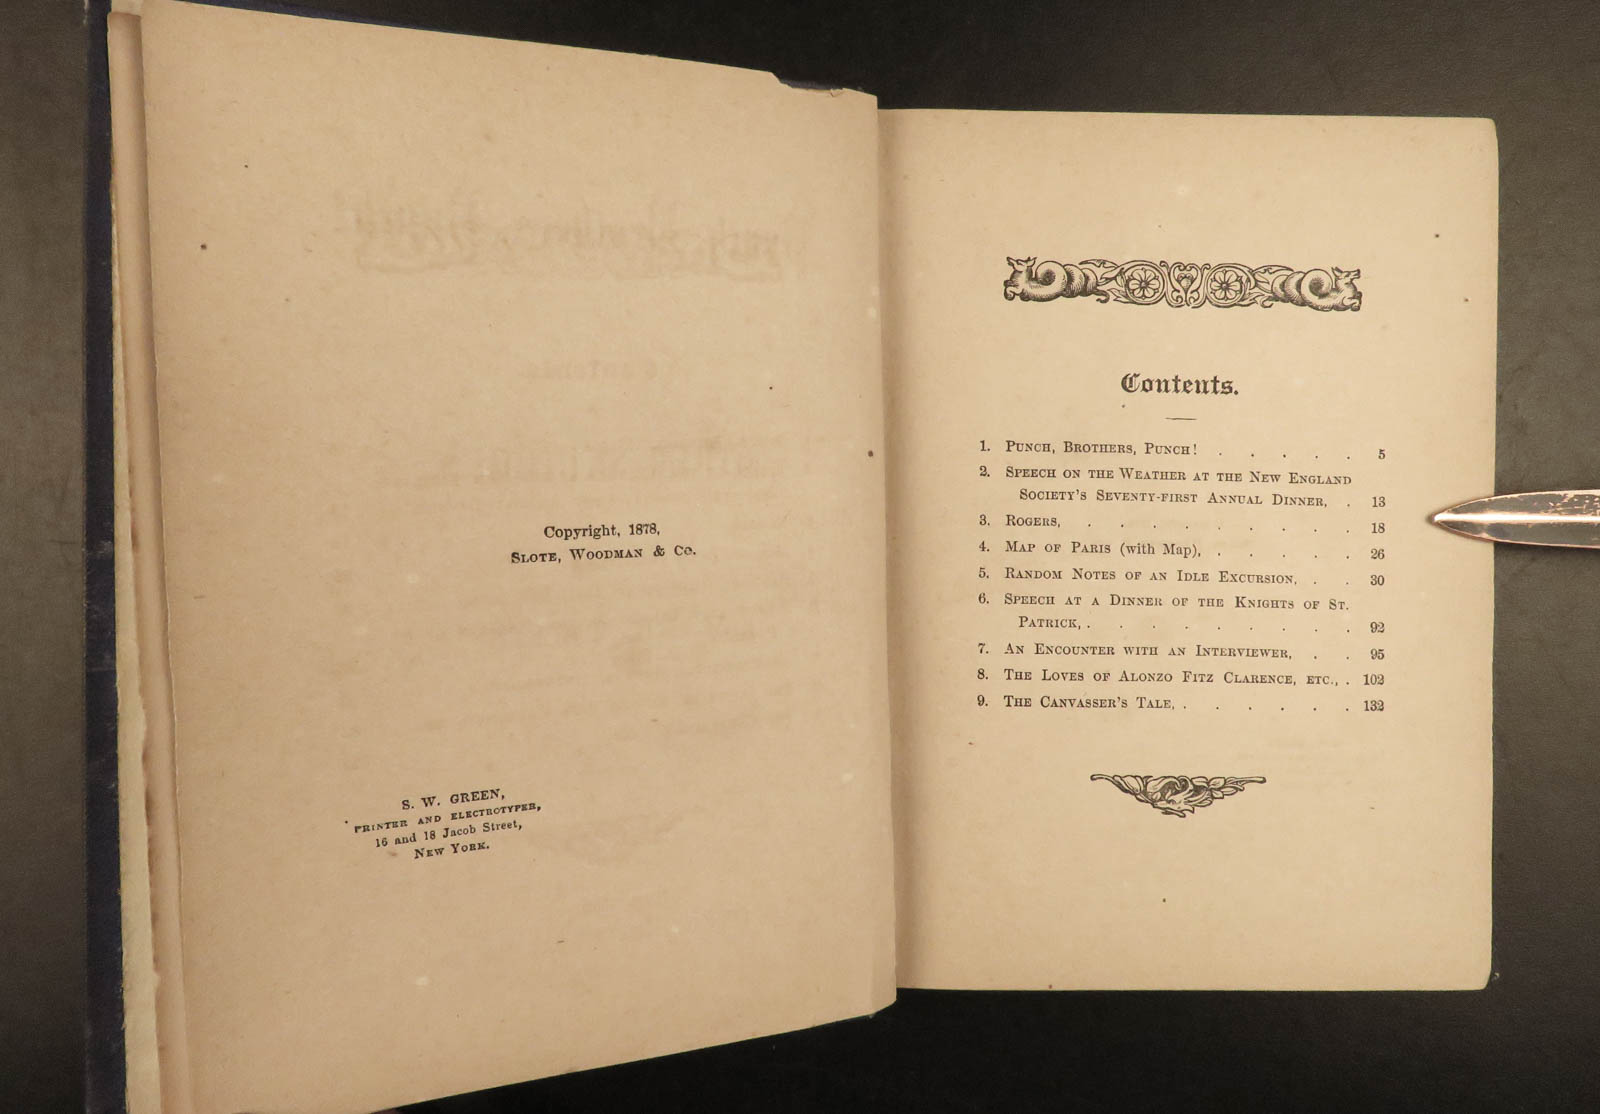 Copyright, 1878,
Slote, Woodman & Co.
S. W. GREEN,
Printer and Electrotyper,
16 and 18 Jacob Street,
New York.
Contents.
1. Punch, Brothers, Punch! . . . . . 5
2. Speech on the Weather at the New England
Society's Seventy-first Annual Dinner, . 13
3. Rogers, . . . . . . . . . 18
4. Map of Paris (with Map), . . . . . 26
5. Random Notes of an Idle Excursion, . . 30
6. Speech at a Dinner of the Knights of St.
Patrick, . . . . . . . . . 92
7. An Encounter with an Interviewer, . . 95
8. The Loves of Alonzo Fitz Clarence, etc., . 102
9. The Canvasser's Tale, . . . . . . 132